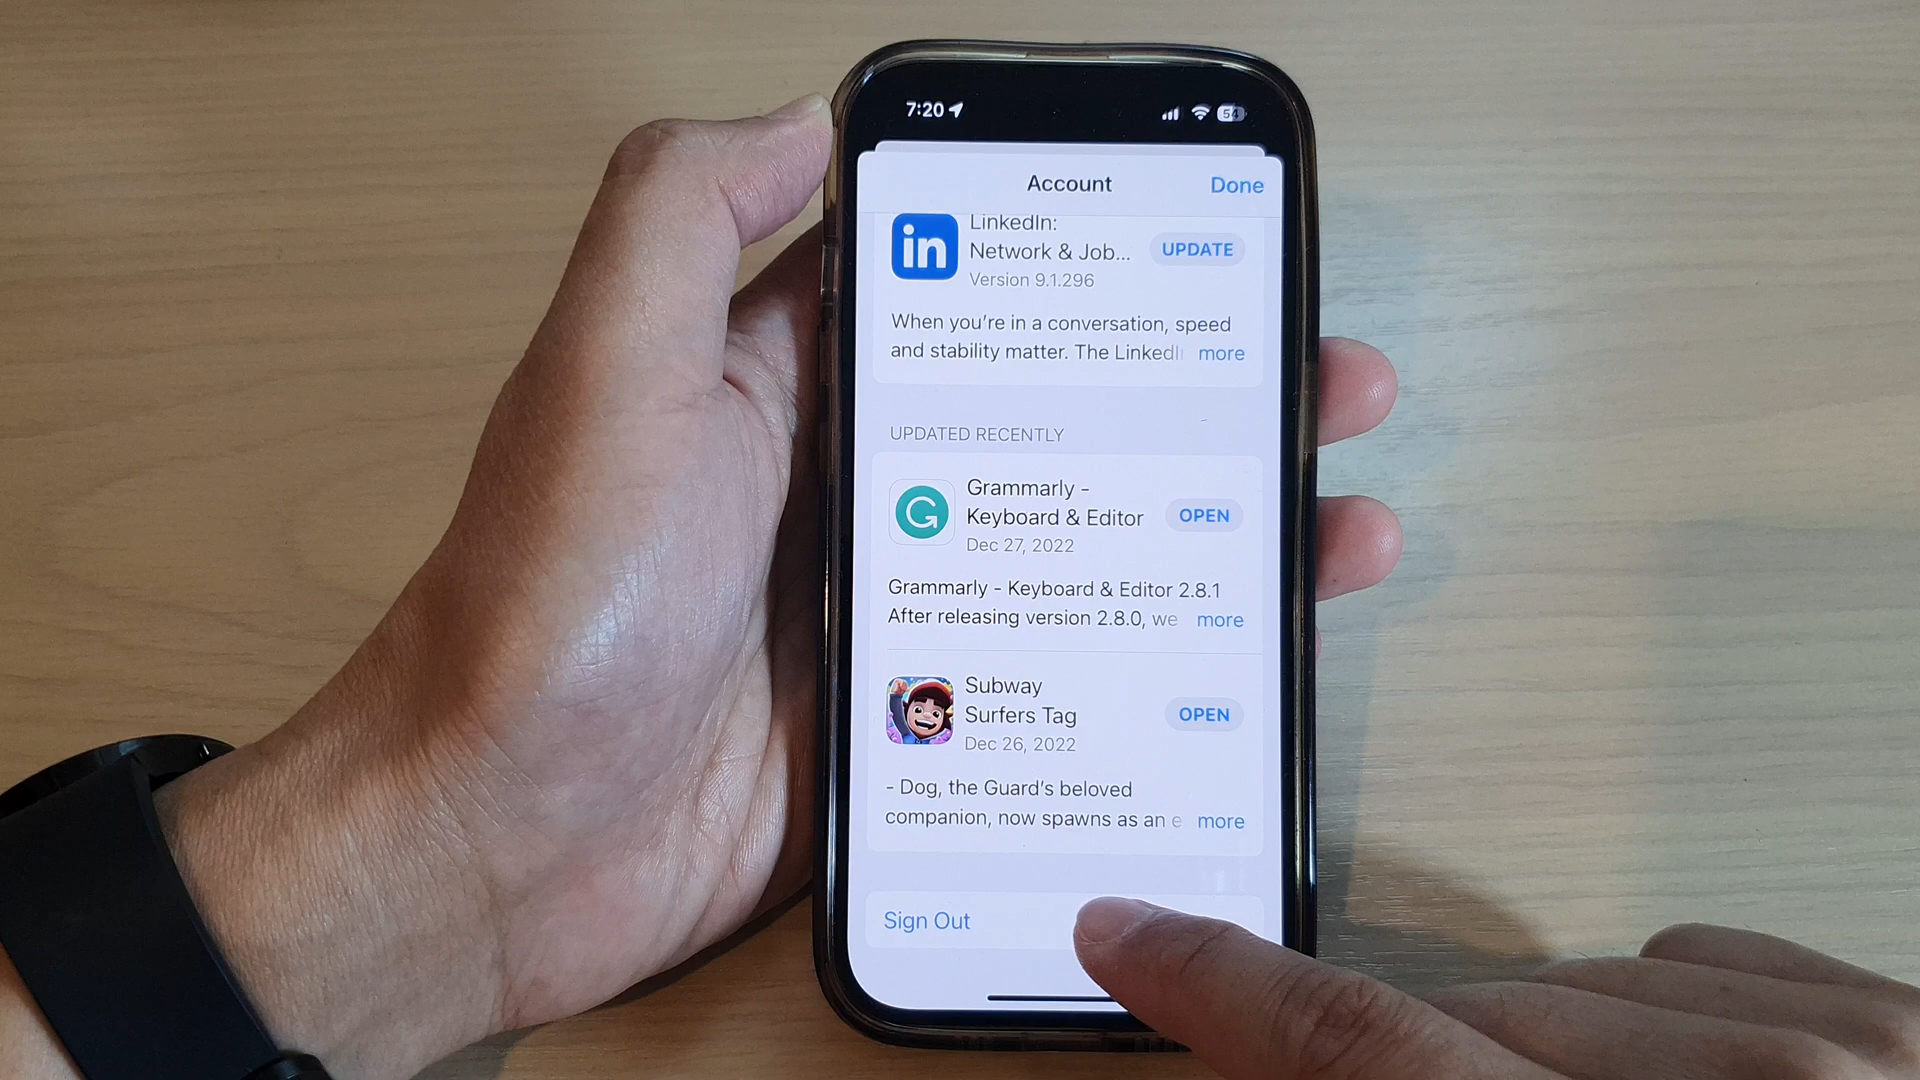 7:20
54
Account
Done
in
LinkedIn:
Network & Job...
UPDATE
Version 9.1.296
When you're in a conversation, speed
and stability matter. The LinkedI
more
UPDATED RECENTLY
G
Grammarly -
Keyboard & Editor
OPEN
Dec 27, 2022
Grammarly - Keyboard & Editor 2.8.1
After releasing version 2.8.0, we
more
Subway
Surfers Tag
OPEN
Dec 26, 2022
- Dog, the Guard's beloved
companion, now spawns as an e
more
Sign Out